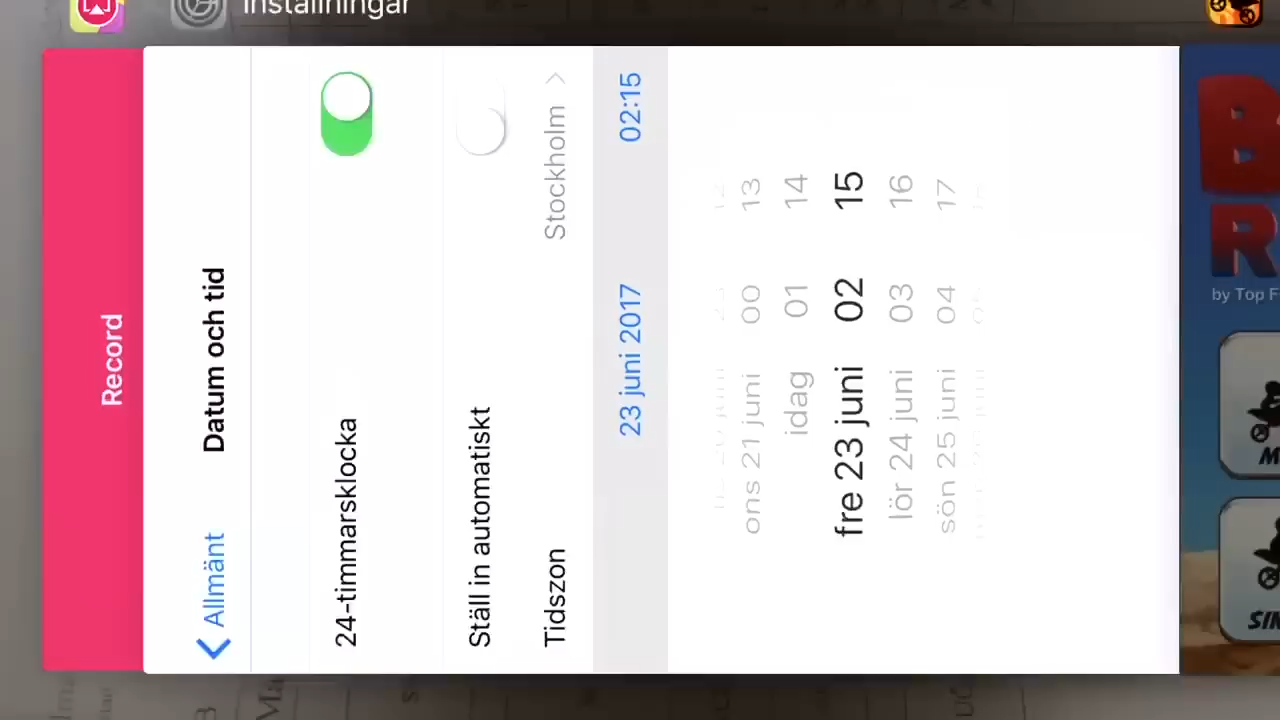 Inställningar
Record
Allmänt
Datum och tid
24-timmarsklocka
Ställ in automatiskt
Tidszon
Stockholm
23 juni 2017
02:15
ons 21 juni 00 13
idag 01 14
fre 23 juni 02 15
lör 24 juni 03 16
sön 25 juni 04 17
by Top F